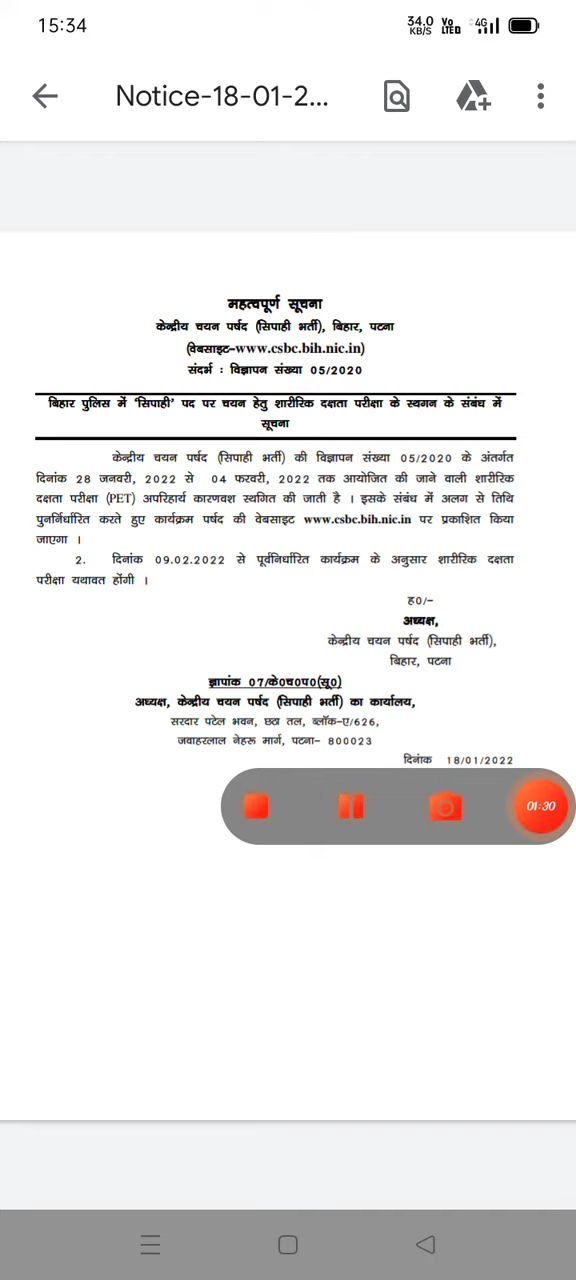 15:34
34.0 KB/S Vo LTE 4G
Notice-18-01-2...
महत्वपूर्ण सूचना
केन्द्रीय चयन पर्षद (सिपाही भर्ती), बिहार, पटना
(वेबसाइट–www.csbc.bih.nic.in)
संदर्भ : विज्ञापन संख्या 05/2020
बिहार पुलिस में ‘सिपाही’ पद पर चयन हेतु शारीरिक दक्षता परीक्षा के स्थगन के संबंध में
सूचना
केन्द्रीय चयन पर्षद (सिपाही भर्ती) की विज्ञापन संख्या 05/2020 के अंतर्गत
दिनांक 28 जनवरी, 2022 से 04 फरवरी, 2022 तक आयोजित की जाने वाली शारीरिक
दक्षता परीक्षा (PET) अपरिहार्य कारणवश स्थगित की जाती है । इसके संबंध में अलग से तिथि
पुनर्निर्धारित करते हुए कार्यक्रम पर्षद की वेबसाइट www.csbc.bih.nic.in पर प्रकाशित किया
जाएगा ।
2. दिनांक 09.02.2022 से पूर्वनिर्धारित कार्यक्रम के अनुसार शारीरिक दक्षता
परीक्षा यथावत होंगी ।
ह0/–
अध्यक्ष,
केन्द्रीय चयन पर्षद (सिपाही भर्ती),
बिहार, पटना
ज्ञापांक 07/के0च0प0(सू0)
अध्यक्ष, केन्द्रीय चयन पर्षद (सिपाही भर्ती) का कार्यालय,
सरदार पटेल भवन, छठा तल, ब्लॉक-ए/626,
जवाहरलाल नेहरू मार्ग, पटना– 800023
दिनांक 18/01/2022
01:30